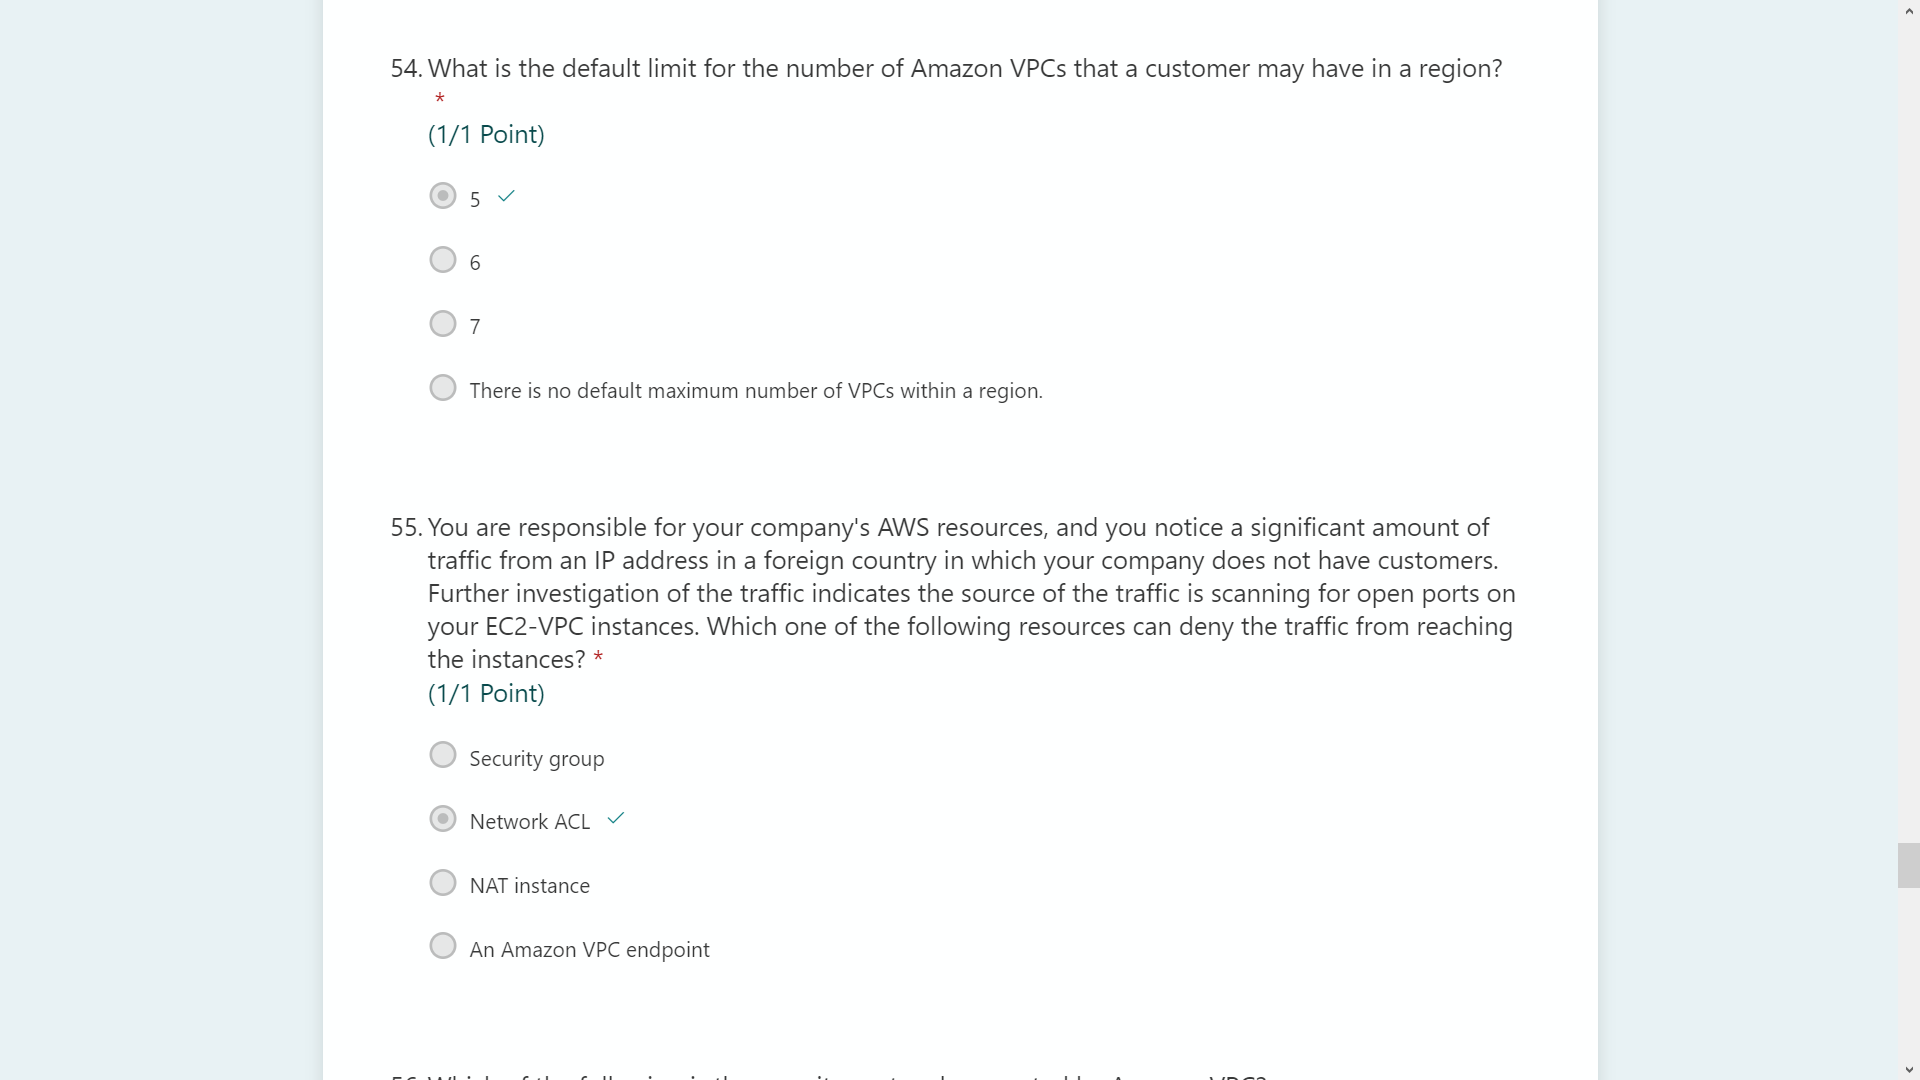 54. What is the default limit for the number of Amazon VPCs that a customer may have in a region?
*
(1/1 Point)
5
6
7
There is no default maximum number of VPCs within a region.
55. You are responsible for your company's AWS resources, and you notice a significant amount of
traffic from an IP address in a foreign country in which your company does not have customers.
Further investigation of the traffic indicates the source of the traffic is scanning for open ports on
your EC2-VPC instances. Which one of the following resources can deny the traffic from reaching
the instances? *
(1/1 Point)
Security group
Network ACL
NAT instance
An Amazon VPC endpoint